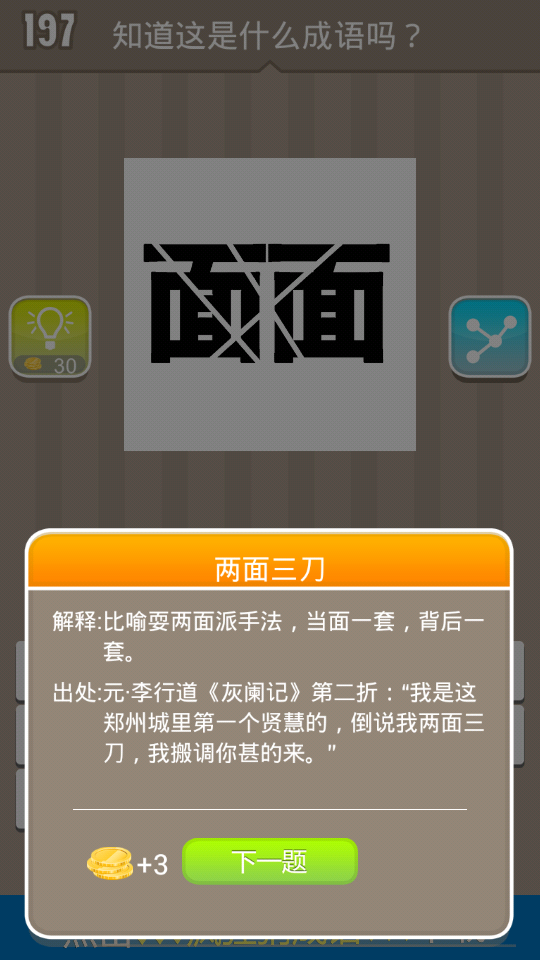 197
知道这是什么成语吗？
面面
30
两面三刀
解释:比喻耍两面派手法，当面一套，背后一
套。
出处:元·李行道《灰阑记》第二折：“我是这
郑州城里第一个贤慧的，倒说我两面三
刀，我搬调你甚的来。”
+3
下一题